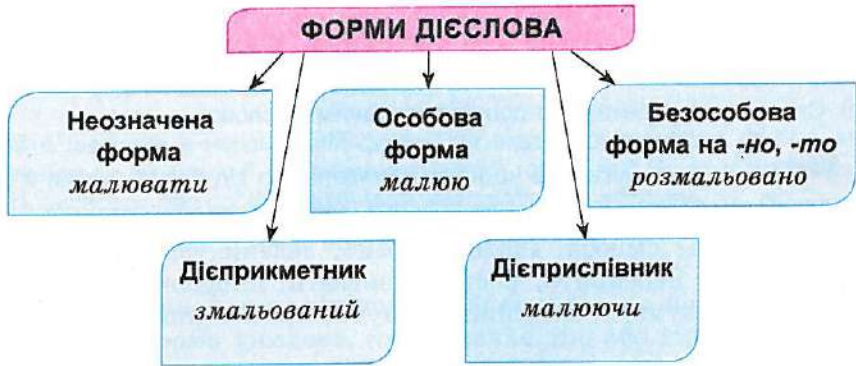 ФОРМИ ДІЄСЛОВА
Неозначена
форма
малювати
Особова
форма
малюю
Безособова
форма на -но, -то
розмальовано
Дієприкметник
змальований
Дієприслівник
малюючи